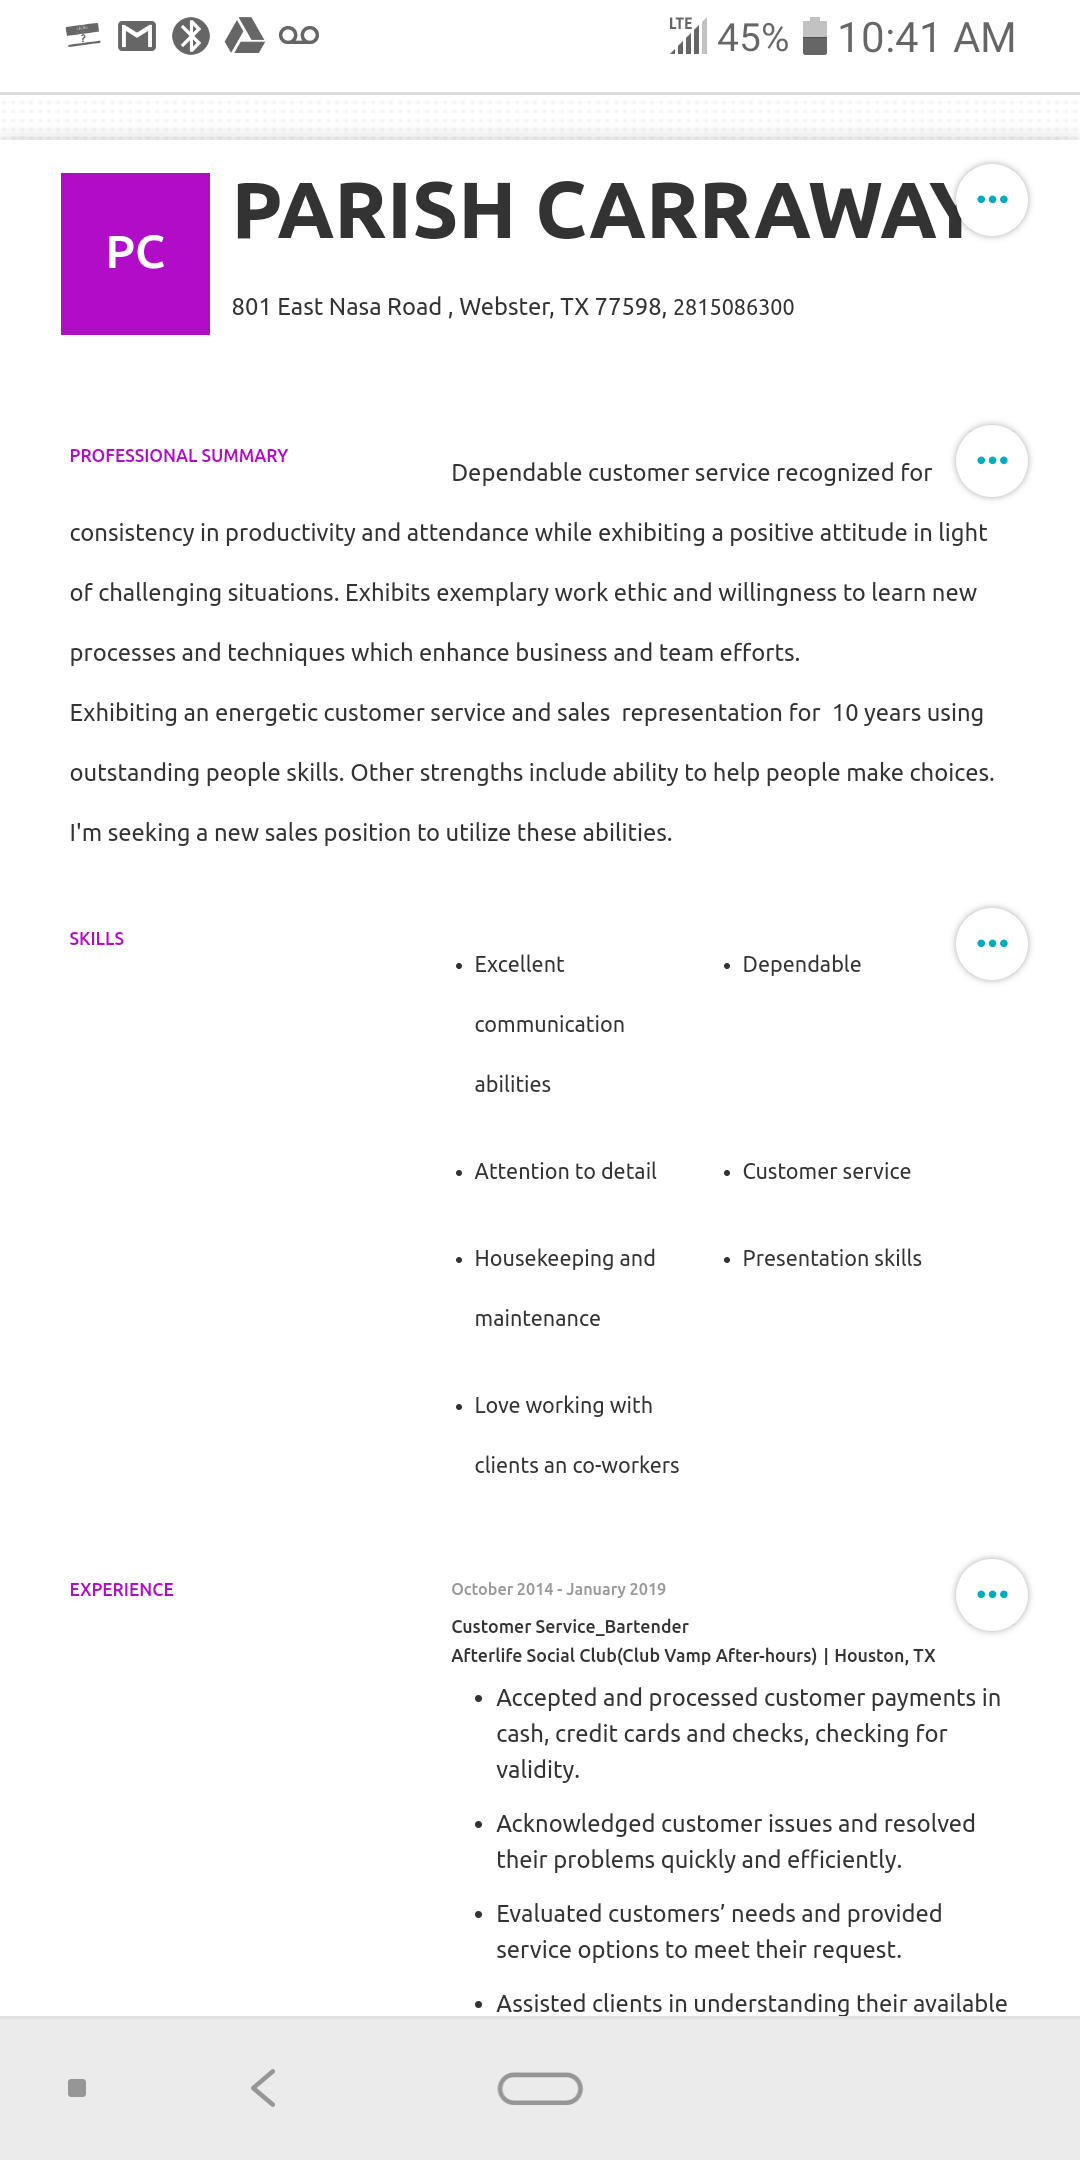 LTE 45% 10:41 AM
PC
PARISH CARRAWAY
801 East Nasa Road , Webster, TX 77598, 2815086300
PROFESSIONAL SUMMARY
Dependable customer service recognized for
consistency in productivity and attendance while exhibiting a positive attitude in light
of challenging situations. Exhibits exemplary work ethic and willingness to learn new
processes and techniques which enhance business and team efforts.
Exhibiting an energetic customer service and sales  representation for  10 years using
outstanding people skills. Other strengths include ability to help people make choices.
I'm seeking a new sales position to utilize these abilities.
SKILLS
• Excellent
communication
abilities
• Dependable
• Attention to detail
• Customer service
• Housekeeping and
maintenance
• Presentation skills
• Love working with
clients an co-workers
EXPERIENCE
October 2014 - January 2019
Customer Service_Bartender
Afterlife Social Club(Club Vamp After-hours) | Houston, TX
• Accepted and processed customer payments in
cash, credit cards and checks, checking for
validity.
• Acknowledged customer issues and resolved
their problems quickly and efficiently.
• Evaluated customers’ needs and provided
service options to meet their request.
• Assisted clients in understanding their available